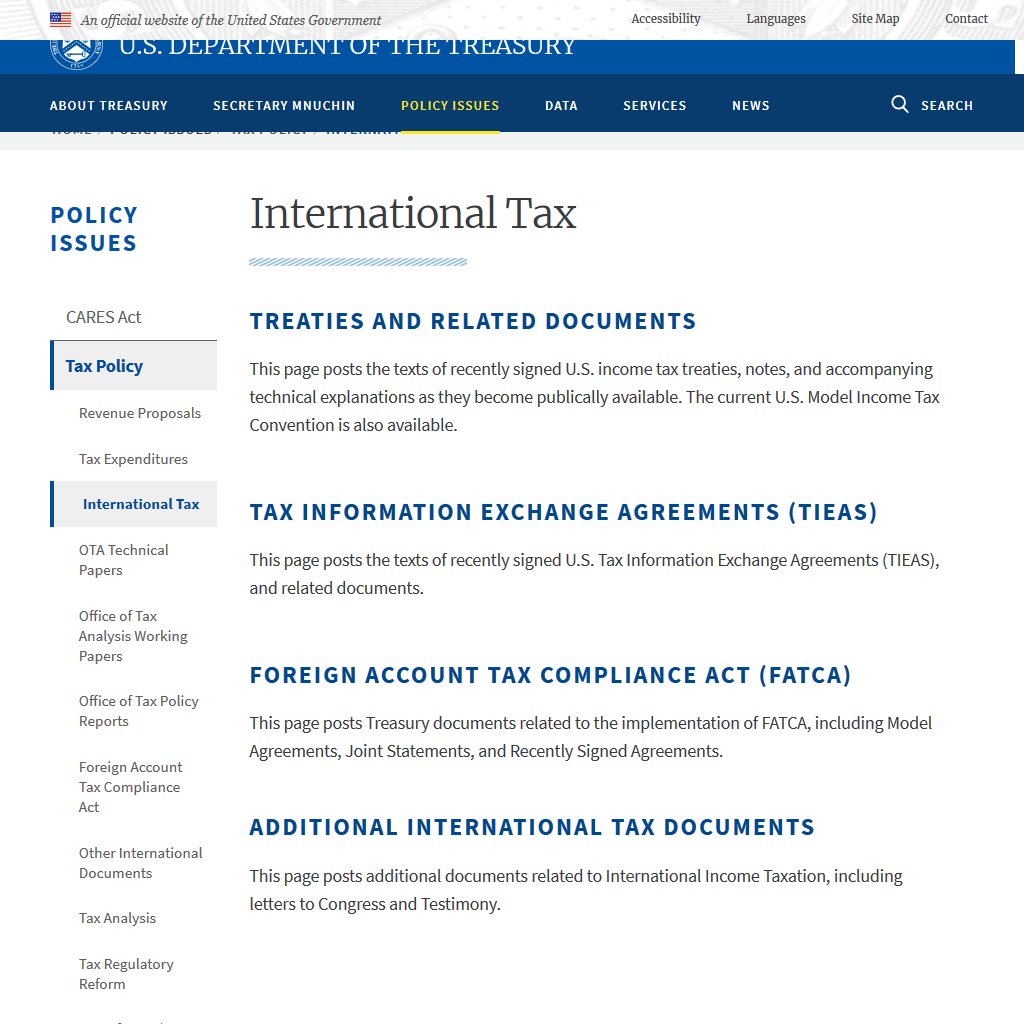 An official website of the United States Government
Accessibility
Languages
Site Map
Contact
U.S. DEPARTMENT OF THE TREASURY
ABOUT TREASURY
SECRETARY MNUCHIN
POLICY ISSUES
DATA
SERVICES
NEWS
SEARCH
POLICY
ISSUES
CARES Act
Tax Policy
Revenue Proposals
Tax Expenditures
International Tax
OTA Technical
Papers
Office of Tax
Analysis Working
Papers
Office of Tax Policy
Reports
Foreign Account
Tax Compliance
Act
Other International
Documents
Tax Analysis
Tax Regulatory
Reform
International Tax
TREATIES AND RELATED DOCUMENTS
This page posts the texts of recently signed U.S. income tax treaties, notes, and accompanying
technical explanations as they become publically available. The current U.S. Model Income Tax
Convention is also available.
TAX INFORMATION EXCHANGE AGREEMENTS (TIEAS)
This page posts the texts of recently signed U.S. Tax Information Exchange Agreements (TIEAS),
and related documents.
FOREIGN ACCOUNT TAX COMPLIANCE ACT (FATCA)
This page posts Treasury documents related to the implementation of FATCA, including Model
Agreements, Joint Statements, and Recently Signed Agreements.
ADDITIONAL INTERNATIONAL TAX DOCUMENTS
This page posts additional documents related to International Income Taxation, including
letters to Congress and Testimony.